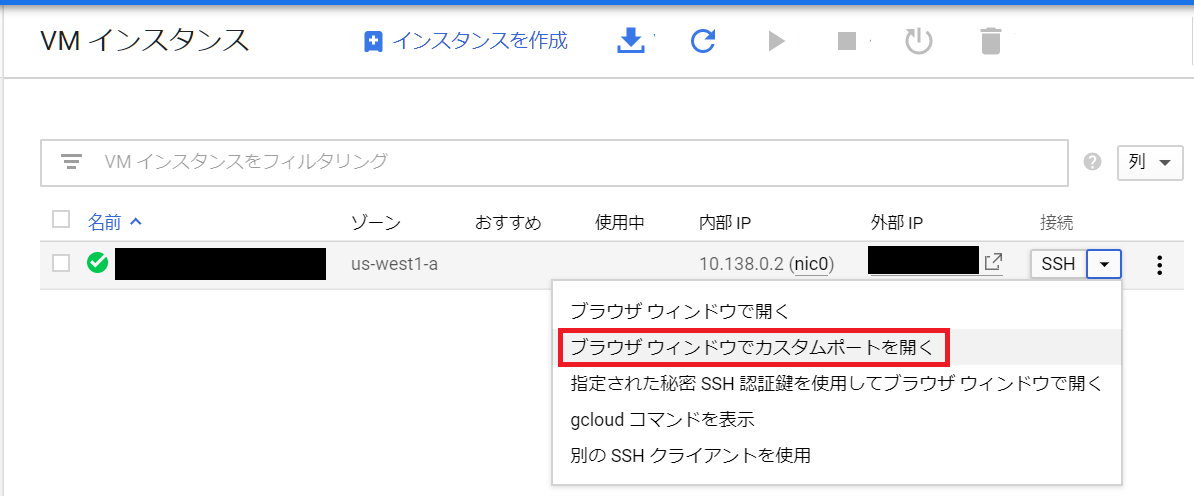 VM インスタンス インスタンスを作成
VM インスタンスをフィルタリング 列
名前 ゾーン おすすめ 使用中 内部 IP 外部 IP 接続
us-west1-a 10.138.0.2 (nic0) SSH
ブラウザ ウィンドウで開く
ブラウザ ウィンドウでカスタムポートを開く
指定された秘密 SSH 認証鍵を使用してブラウザ ウィンドウで開く
gcloud コマンドを表示
別の SSH クライアントを使用